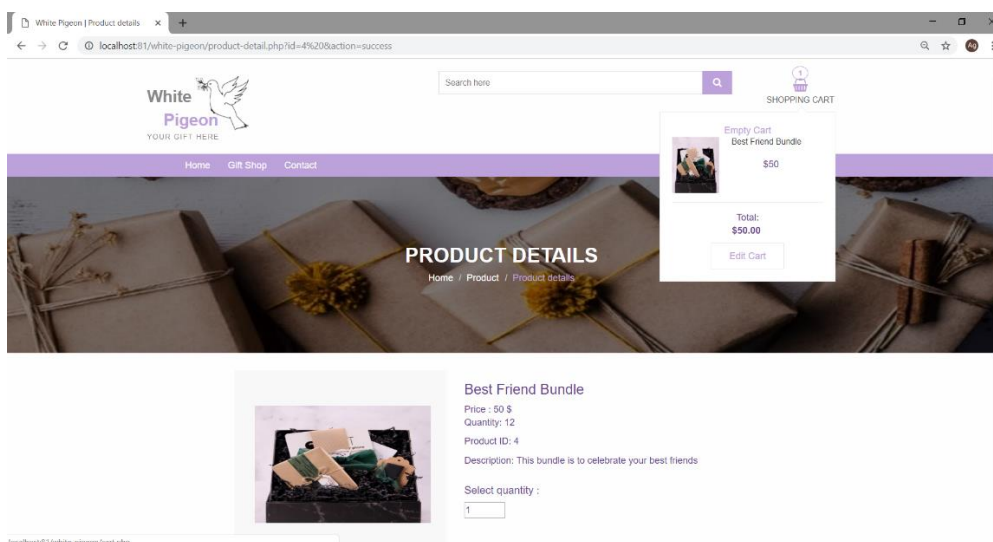 White Pigeon | Product details
localhost:81/white-pigeon/product-detail.php?id=4%20&action=success
Ag
White
Pigeon
YOUR GIFT HERE
Search here
1
SHOPPING CART
Empty Cart
Best Friend Bundle
$50
Total:
$50.00
Edit Cart
Home Gift Shop Contact
PRODUCT DETAILS
Home / Product / Product details
Best Friend Bundle
Price : 50 $
Quantity: 12
Product ID: 4
Description: This bundle is to celebrate your best friends
Select quantity :
1